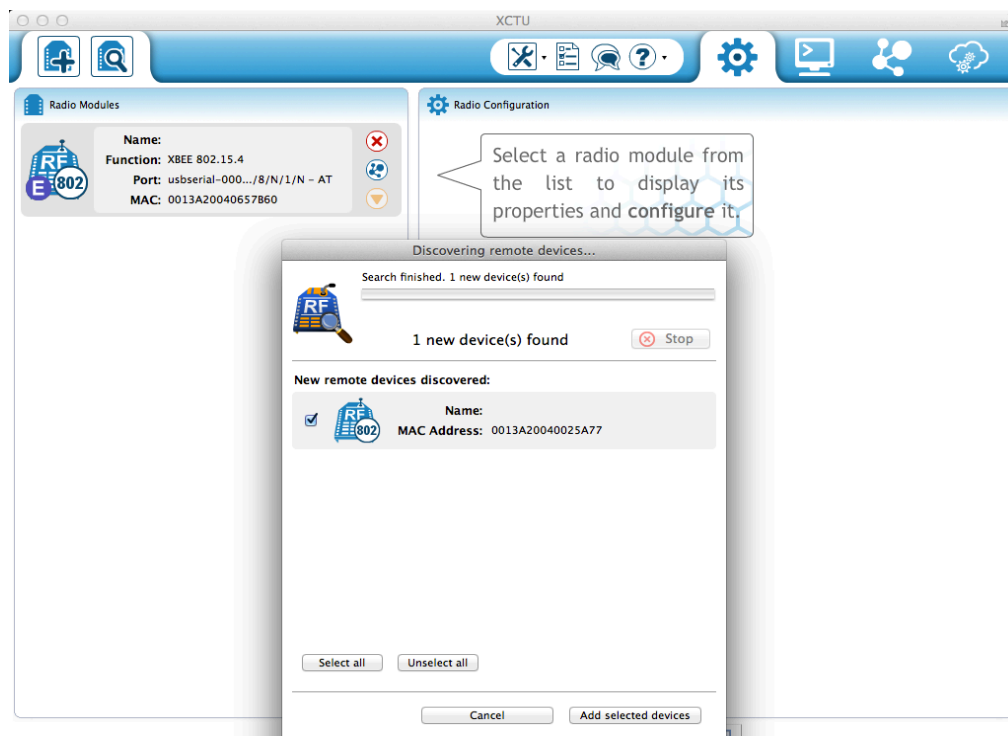 XCTU
Radio Modules
Name:
Function: XBEE 802.15.4
Port: usbserial-000.../8/N/1/N - AT
MAC: 0013A20040657B60
RF
E 802
Radio Configuration
Select a radio module from
the list to display its
properties and configure it.
Discovering remote devices...
Search finished. 1 new device(s) found
RF
1 new device(s) found
Stop
New remote devices discovered:
RF
802
Name:
MAC Address: 0013A20040025A77
Select all
Unselect all
Cancel
Add selected devices